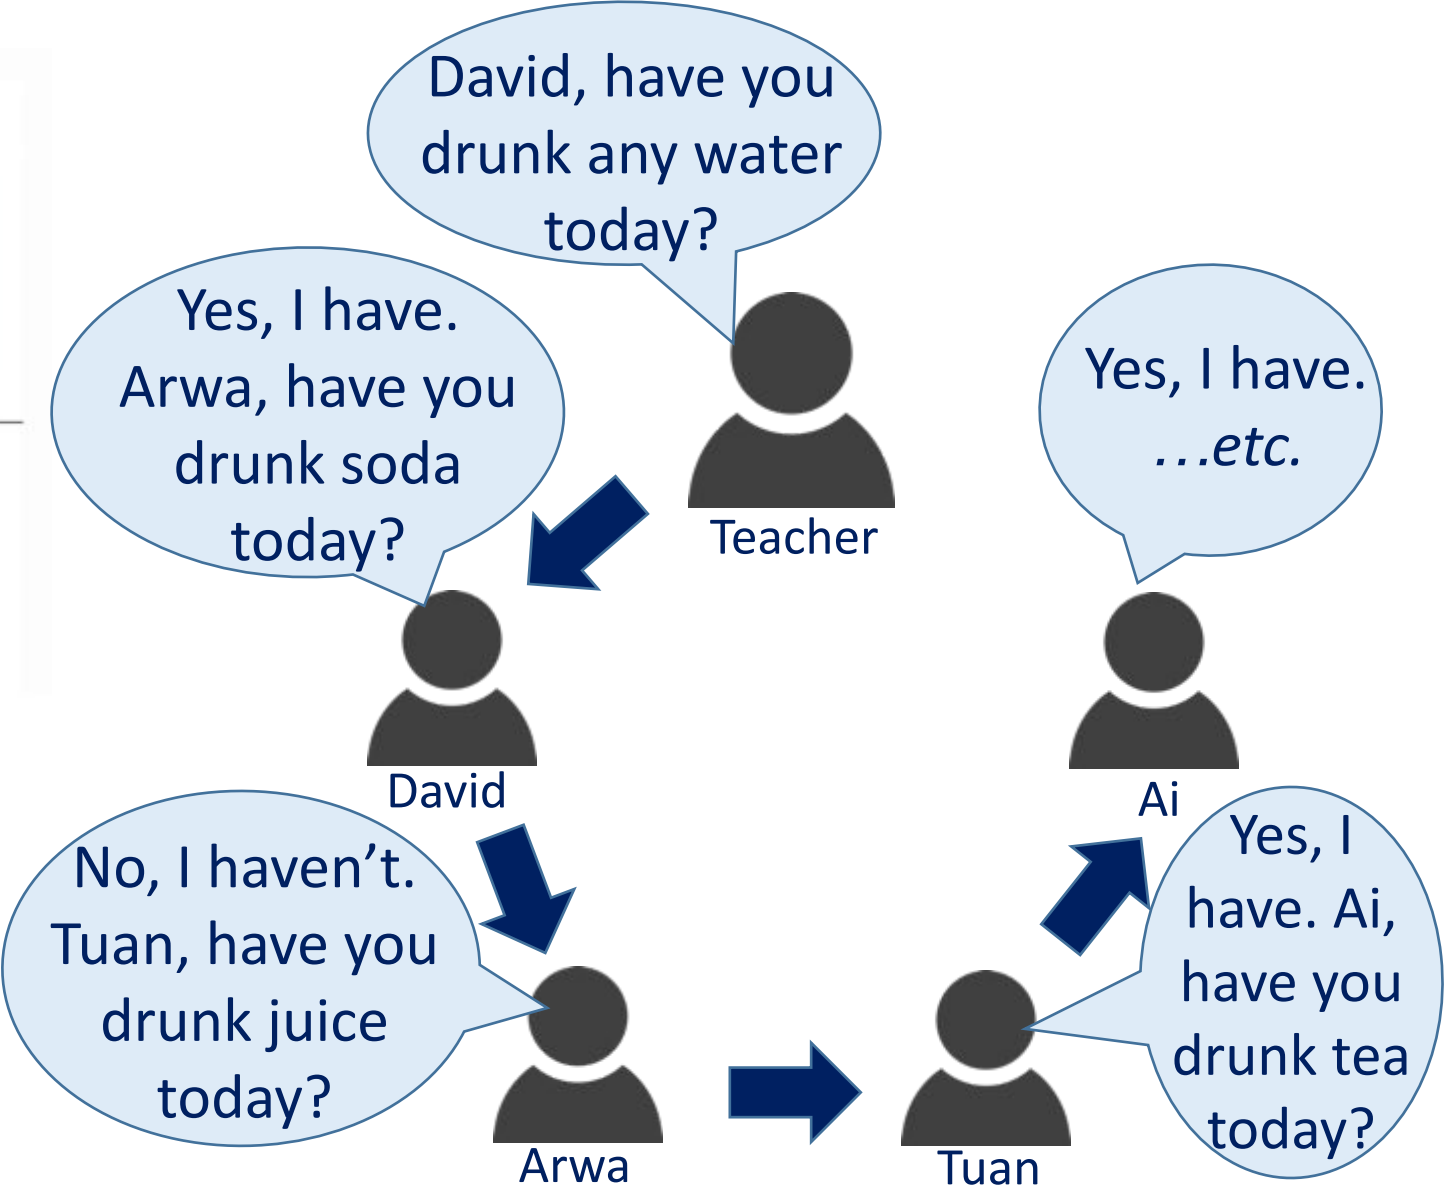 David, have you
drunk any water
today?
Teacher
Yes, I have.
Arwa, have you
drunk soda
today?
David
No, I haven’t.
Tuan, have you
drunk juice
today?
Arwa
Yes, I
have. Ai,
have you
drunk tea
today?
Tuan
Yes, I have.
…etc.
Ai